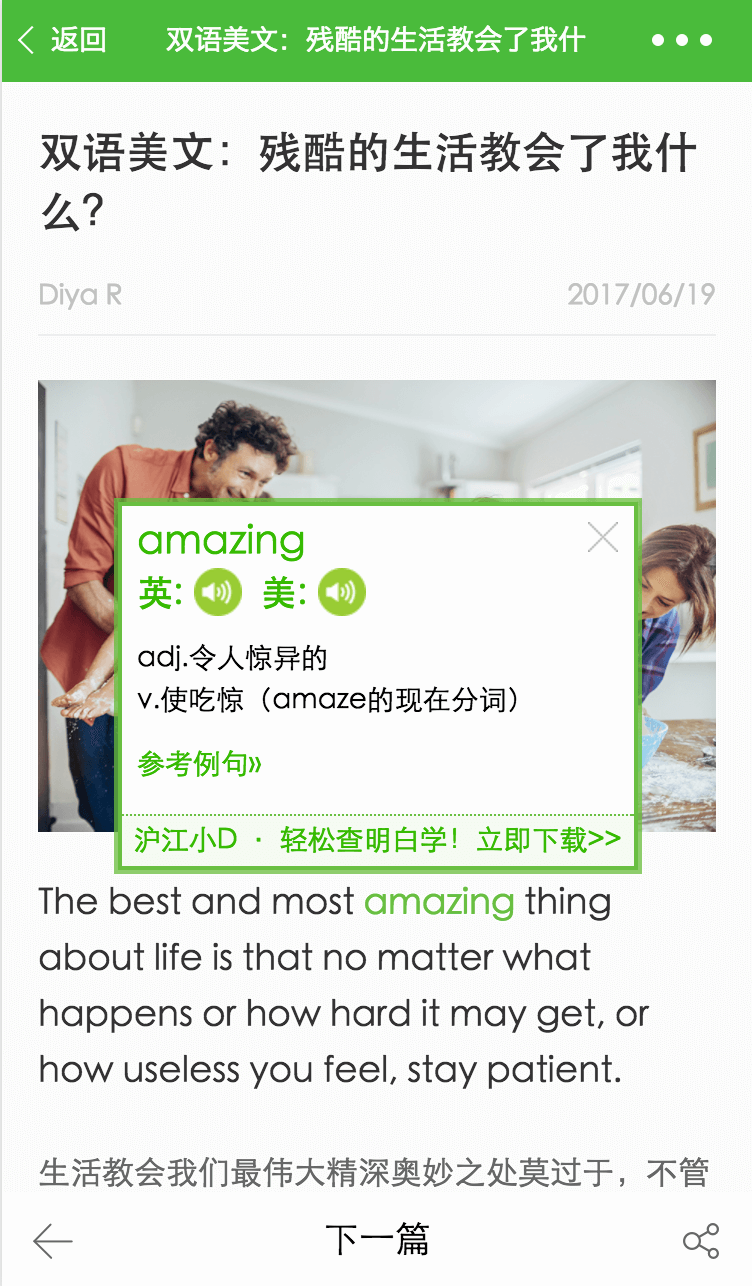 返回 双语美文：残酷的生活教会了我什
双语美文：残酷的生活教会了我什
么？
Diya R 2017/06/19
amazing
英： 美：
adj.令人惊异的
v.使吃惊（amaze的现在分词）
参考例句»
沪江小D · 轻松查明白学！立即下载>>
The best and most amazing thing
about life is that no matter what
happens or how hard it may get, or
how useless you feel, stay patient.
生活教会我们最伟大精深奥妙之处莫过于，不管
下一篇